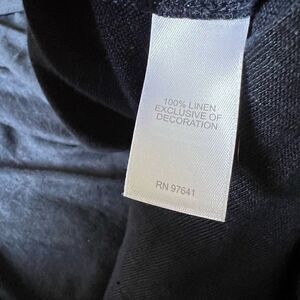 100% LINEN
EXCLUSIVE OF
DECORATION
RN 97641